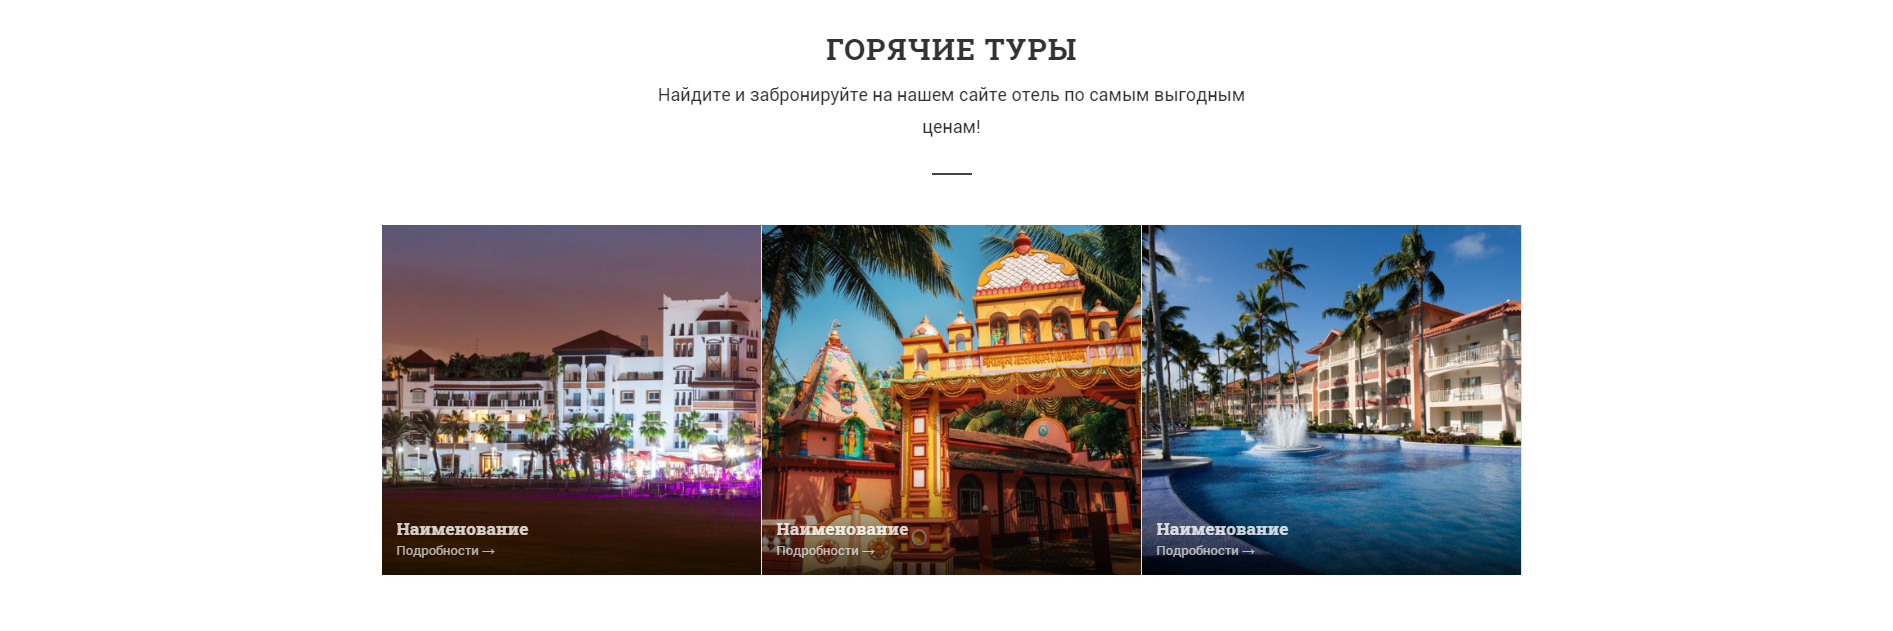 ГОРЯЧИЕ ТУРЫ
Найдите и забронируйте на нашем сайте отель по самым выгодным
ценам!
Наименование
Подробности →
Наименование
Подробности →
Наименование
Подробности →